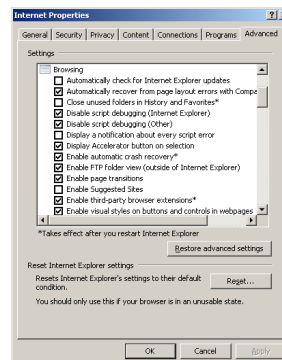 Internet Properties ?
General Security Privacy Content Connections Programs Advanced
Settings
Browsing
Automatically check for Internet Explorer updates
Automatically recover from page layout errors with Compa
Close unused folders in History and Favorites*
Disable script debugging (Internet Explorer)
Disable script debugging (Other)
Display a notification about every script error
Display Accelerator button on selection
Enable automatic crash recovery*
Enable FTP folder view (outside of Internet Explorer)
Enable page transitions
Enable Suggested Sites
Enable third-party browser extensions*
Enable visual styles on buttons and controls in webpages
*Takes effect after you restart Internet Explorer
Restore advanced settings
Reset Internet Explorer settings
Resets Internet Explorer's settings to their default
condition.
Reset...
You should only use this if your browser is in an unusable state.
OK Cancel Apply